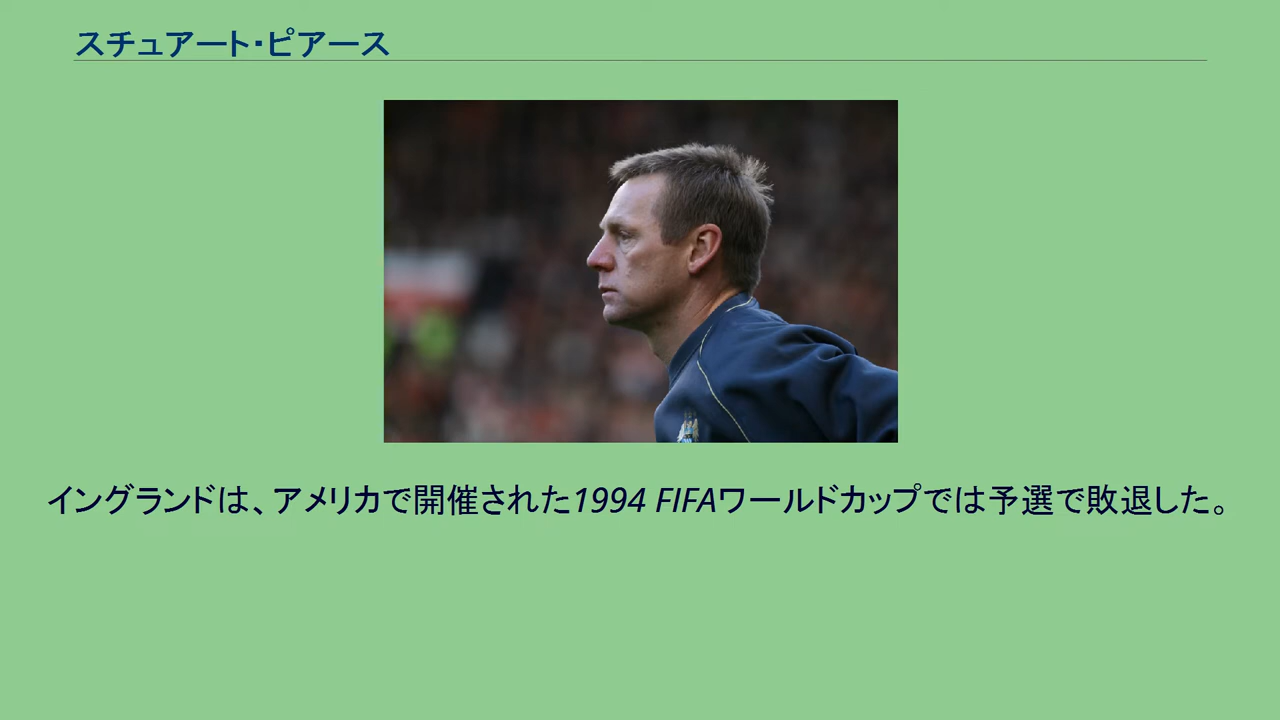 スチュアート・ピアース
イングランドは、アメリカで開催された1994 FIFAワールドカップでは予選で敗退した。